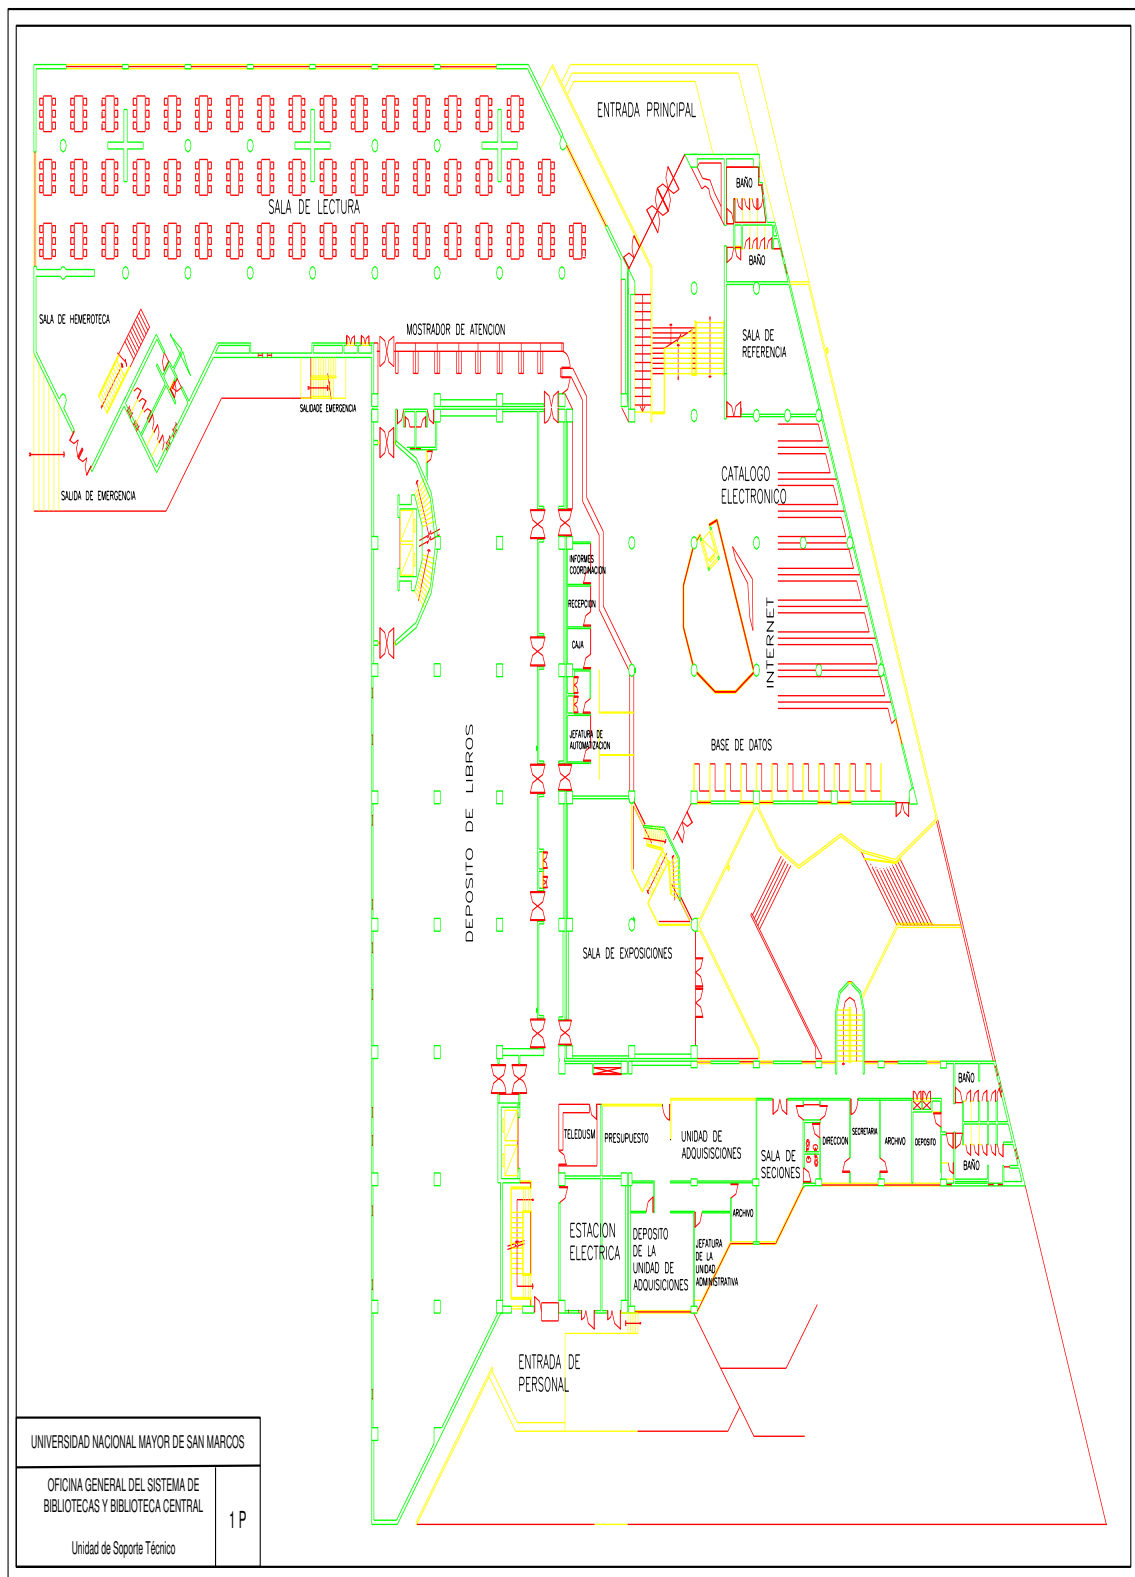 ENTRADA PRINCIPAL
BAÑO
SALA DE LECTURA
BAÑO
SALA DE HEMEROTECA
MOSTRADOR DE ATENCION
SALA DE
REFERENCIA
SALIDADE EMERGENCIA
SALIDA DE EMERGENCIA
CATALOGO
ELECTRONICO
INFORMES
COORDINACION
RECEPCION
CAJA
INTERNET
JEFATURA DE
AUTOMATIZACION
BASE DE DATOS
DEPOSITO DE LIBROS
SALA DE EXPOSICIONES
BAÑO
TELEDUSM
PRESUPUESTO
UNIDAD DE
ADQUISISCIONES
SALA DE
SECIONES
DIRECCION
SECRETARIA
ARCHIVO
DEPOSITO
BAÑO
ESTACION
ELECTRICA
DEPOSITO
DE LA
UNIDAD DE
ADQUISICIONES
JEFATURA
DE LA
UNIDAD
ADMINISTRATIVA
ARCHIVO
ENTRADA DE
PERSONAL
UNIVERSIDAD NACIONAL MAYOR DE SAN MARCOS
OFICINA GENERAL DEL SISTEMA DE
BIBLIOTECAS Y BIBLIOTECA CENTRAL
Unidad de Soporte Técnico
1 P